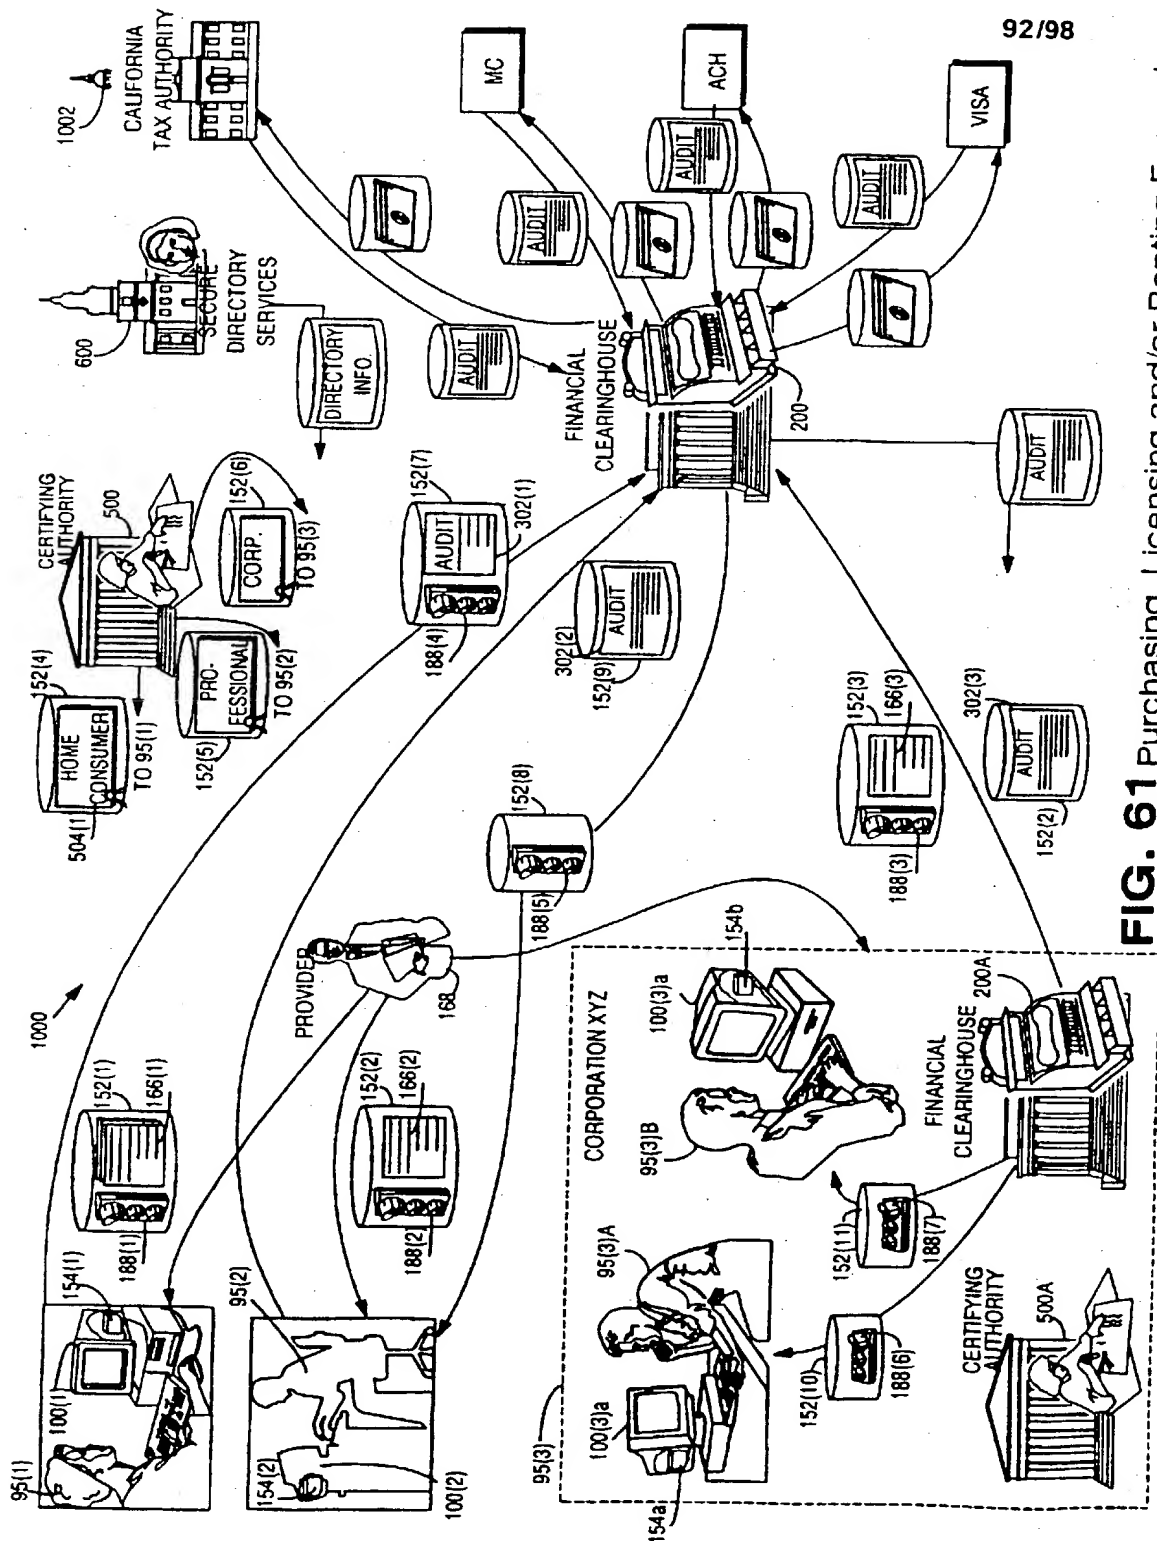 92/98
1002
CALIFORNIA
TAX AUTHORITY
600
SECURE
DIRECTORY
SERVICES
DIRECTORY
INFO.
CERTIFYING
AUTHORITY
500
152(4)
HOME
CONSUMER
504(1)
TO 95(1)
152(5)
PRO-
FESSIONAL
TO 95(2)
152(6)
CORP.
TO 95(3)
MC
ACH
VISA
AUDIT
AUDIT
AUDIT
AUDIT
FINANCIAL
CLEARINGHOUSE
200
152(7)
AUDIT
302(1)
188(4)
302(2)
AUDIT
152(9)
AUDIT
1000
PROVIDER
168
152(8)
188(5)
152(1)
166(1)
188(1)
154(1)
100(1)
95(1)
152(2)
166(2)
188(2)
95(2)
154(2)
100(2)
152(3)
166(3)
188(3)
302(3)
AUDIT
152(2)
95(3)
CORPORATION XYZ
100(3)a
154b
95(3)B
95(3)A
100(3)a
154a
152(11)
188(7)
152(10)
188(6)
FINANCIAL
CLEARINGHOUSE
200A
CERTIFYING
AUTHORITY
500A
FIG. 61 Purchasing, Licensing and/or Renting